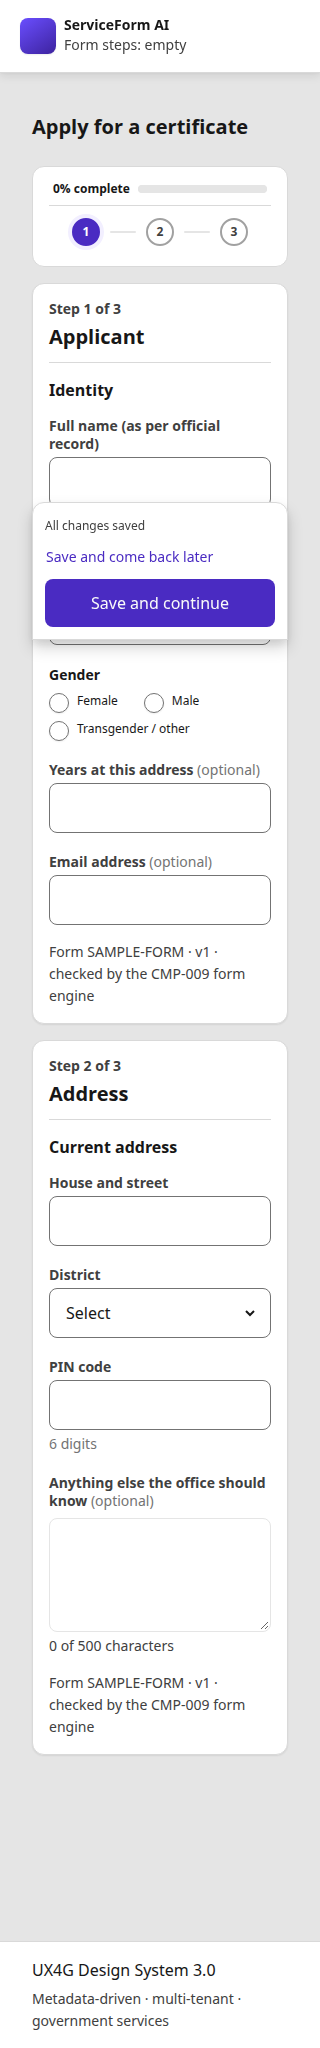 ServiceForm AI
Form steps: empty
Apply for a certificate
0% complete
1
2
3
Step 1 of 3
Applicant
Identity
Full name (as per official
record)
All changes saved
Save and come back later
Save and continue
Gender
Female
Male
Transgender / other
Years at this address (optional)
Email address (optional)
Form SAMPLE-FORM · v1 ·
checked by the CMP-009 form
engine
Step 2 of 3
Address
Current address
House and street
District
Select
PIN code
6 digits
Anything else the office should
know (optional)
0 of 500 characters
Form SAMPLE-FORM · v1 ·
checked by the CMP-009 form
engine
UX4G Design System 3.0
Metadata-driven · multi-tenant ·
government services